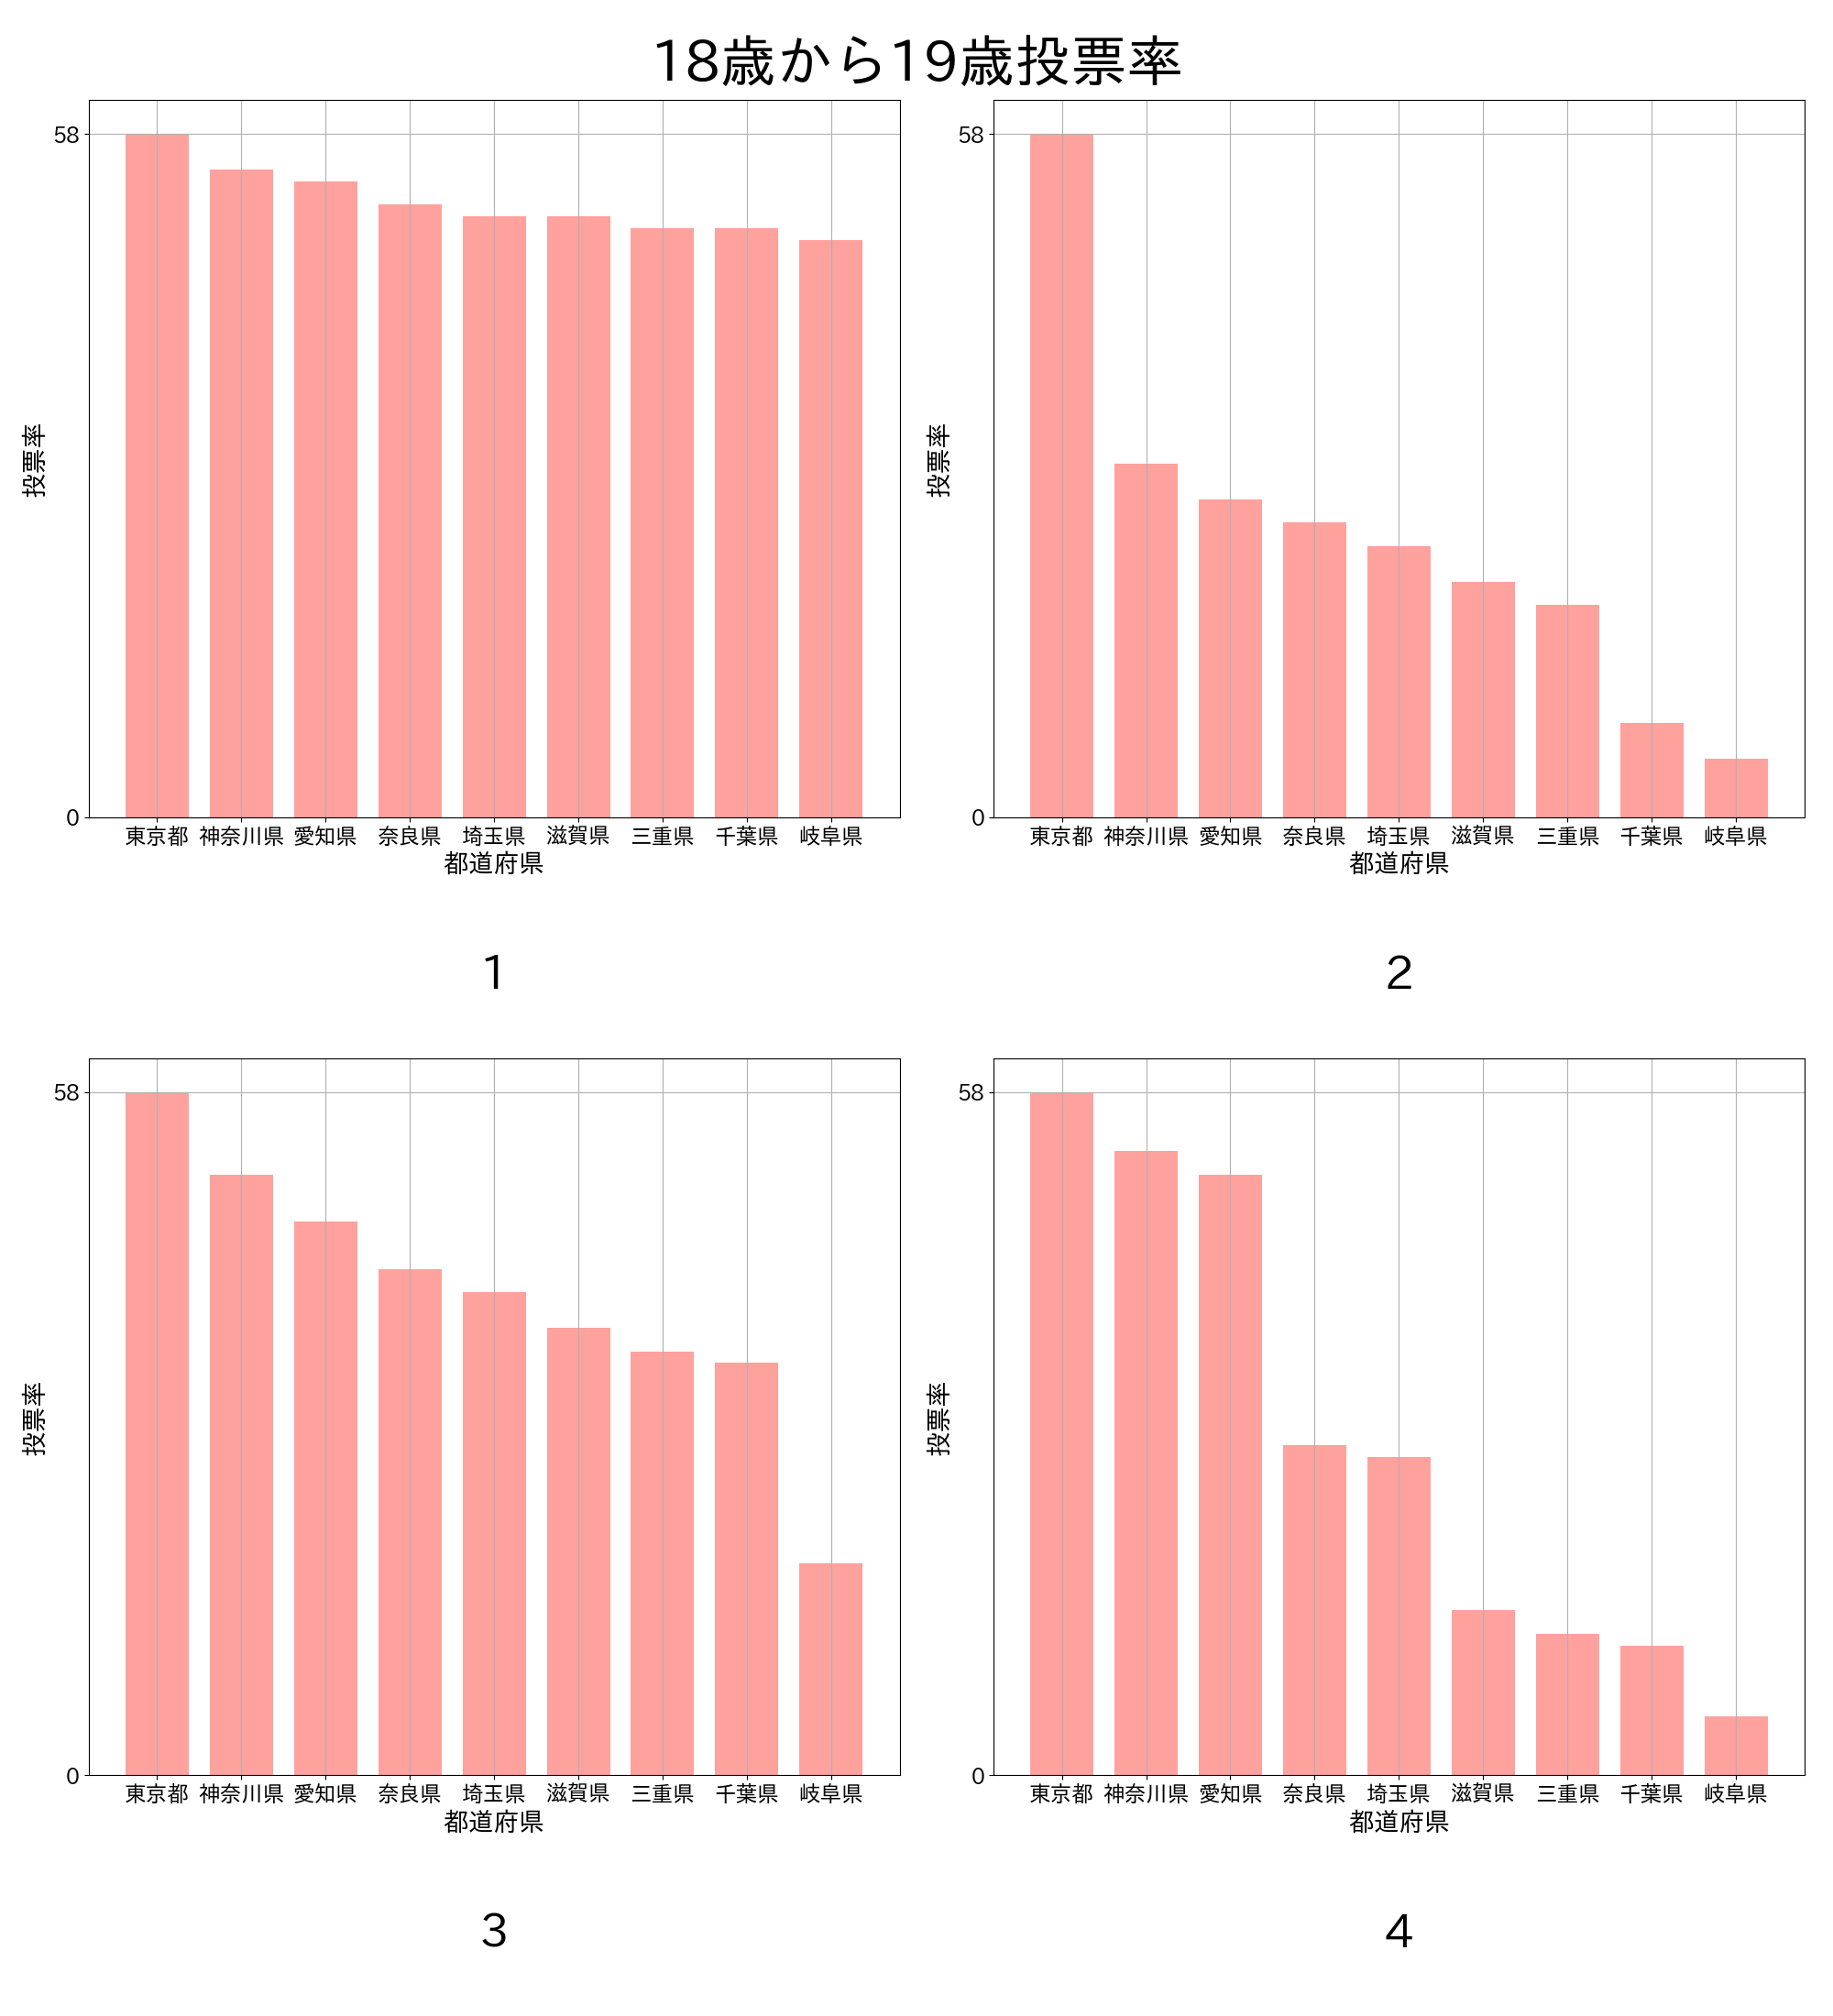 18歳から19歳投票率
58
0
投票率
東京都 神奈川県 愛知県 奈良県 埼玉県 滋賀県 三重県 千葉県 岐阜県
都道府県
1
58
0
投票率
東京都 神奈川県 愛知県 奈良県 埼玉県 滋賀県 三重県 千葉県 岐阜県
都道府県
2
58
0
投票率
東京都 神奈川県 愛知県 奈良県 埼玉県 滋賀県 三重県 千葉県 岐阜県
都道府県
3
58
0
投票率
東京都 神奈川県 愛知県 奈良県 埼玉県 滋賀県 三重県 千葉県 岐阜県
都道府県
4